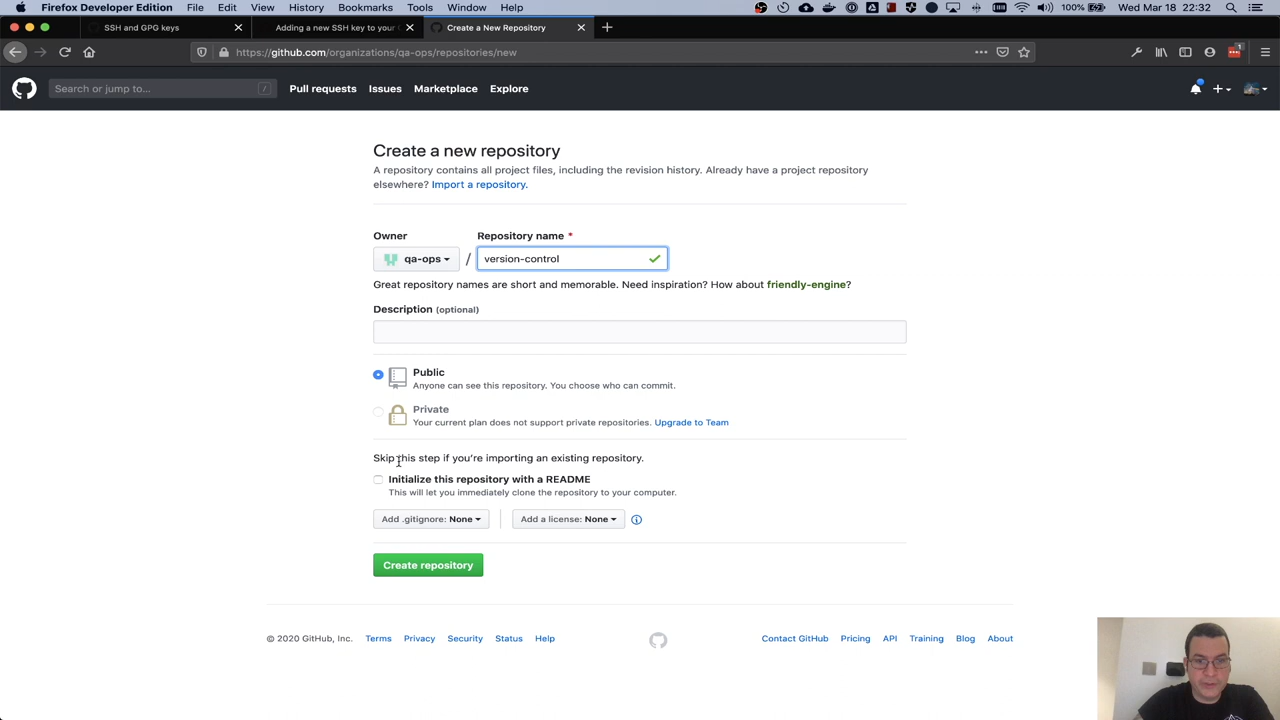 Firefox Developer Edition File Edit View History Bookmarks Tools Window Help 100% Wed Mar 18 22:32
SSH and GPG keys
Adding a new SSH key to your
Create a New Repository
https://github.com/organizations/qa-ops/repositories/new
1
Search or jump to... /
Pull requests Issues Marketplace Explore
Create a new repository
A repository contains all project files, including the revision history. Already have a project repository
elsewhere? Import a repository.
Owner
Repository name *
qa-ops / version-control
Great repository names are short and memorable. Need inspiration? How about friendly-engine?
Description (optional)
Public
Anyone can see this repository. You choose who can commit.
Private
Your current plan does not support private repositories. Upgrade to Team
Skip this step if you're importing an existing repository.
Initialize this repository with a README
This will let you immediately clone the repository to your computer.
Add .gitignore: None Add a license: None
Create repository
© 2020 GitHub, Inc. Terms Privacy Security Status Help Contact GitHub Pricing API Training Blog About